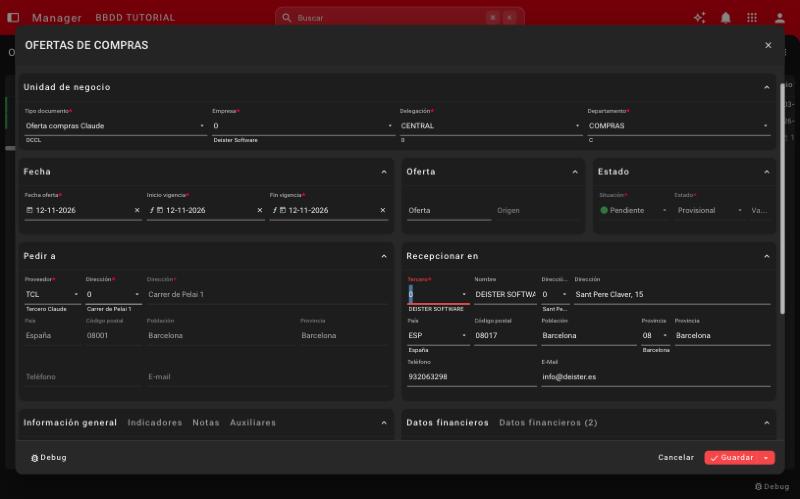 Manager BBDD TUTORIAL
Buscar
⌘ K
OFERTAS DE COMPRAS
Unidad de negocio
Tipo documento* Empresa* Delegación* Departamento*
Oferta compras Claude 0 CENTRAL COMPRAS
DCCL Deister Software 0 C
Fecha Oferta Estado
Fecha oferta* Inicio vigencia* Fin vigencia* Situación* Estado*
12-11-2026 12-11-2026 12-11-2026 Oferta Origen Pendiente Provisional Va...
Pedir a Recepcionar en
Proveedor* Dirección* Dirección* Tercero* Nombre Direcció... Dirección
TCL 0 Carrer de Pelai 1 0 DEISTER SOFTWA 0 Sant Pere Claver, 15
Tercero Claude Carrer de Pelai 1 DEISTER SOFTWARE Sant Pe...
País Código postal Población Provincia País Código postal Población Provincia Provincia
España 08001 Barcelona Barcelona ESP 08017 Barcelona 08 Barcelona
España Barcelona
Teléfono E-Mail
Teléfono E-mail 932063298 info@deister.es
Información general Indicadores Notas Auxiliares Datos financieros Datos financieros (2)
Debug Cancelar Guardar
Debug